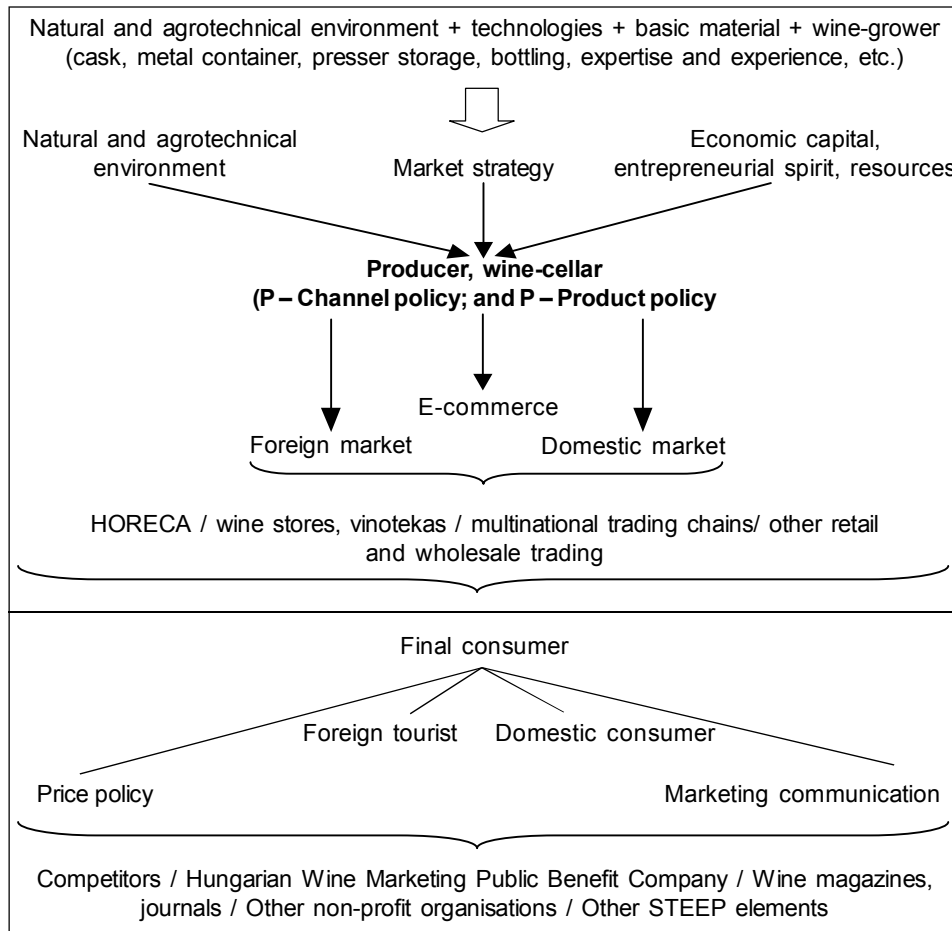 Natural and agrotechnical environment + technologies + basic material + wine-grower
(cask, metal container, presser storage, bottling, expertise and experience, etc.)
Natural and agrotechnical
environment
Market strategy
Economic capital,
entrepreneurial spirit, resources
Producer, wine-cellar
(P – Channel policy; and P – Product policy
E-commerce
Foreign market
Domestic market
HORECA / wine stores, vinotekas / multinational trading chains/ other retail
and wholesale trading
Final consumer
Foreign tourist
Domestic consumer
Price policy
Marketing communication
Competitors / Hungarian Wine Marketing Public Benefit Company / Wine magazines,
journals / Other non-profit organisations / Other STEEP elements